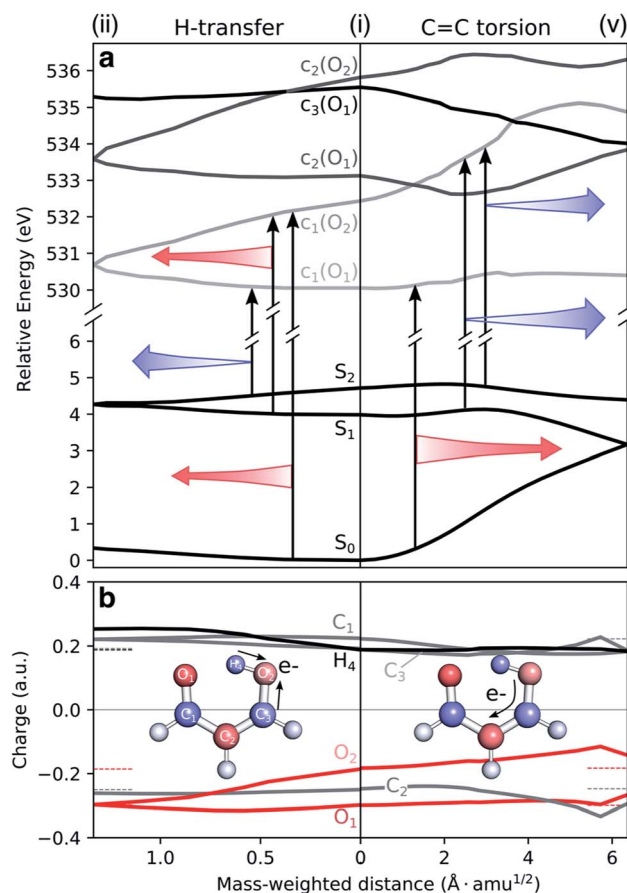 (ii) H-transfer (i) C=C torsion (v)
a
Relative Energy (eV)
536
535
534
533
532
531
530
5
4
3
2
1
0
c₂(O₂)
c₃(O₁)
c₂(O₁)
c₁(O₂)
c₁(O₁)
S₂
S₁
S₀
b
Charge (a.u.)
0.4
0.2
0.0
−0.2
−0.4
C₁
H₄
C₃
O₂
C₂
O₁
H₄ O₂ e-
O₁
C₁ C₃
C₂
e-
1.0 0.5 0 2 4 6
Mass-weighted distance (Å · amu¹ᐟ²)